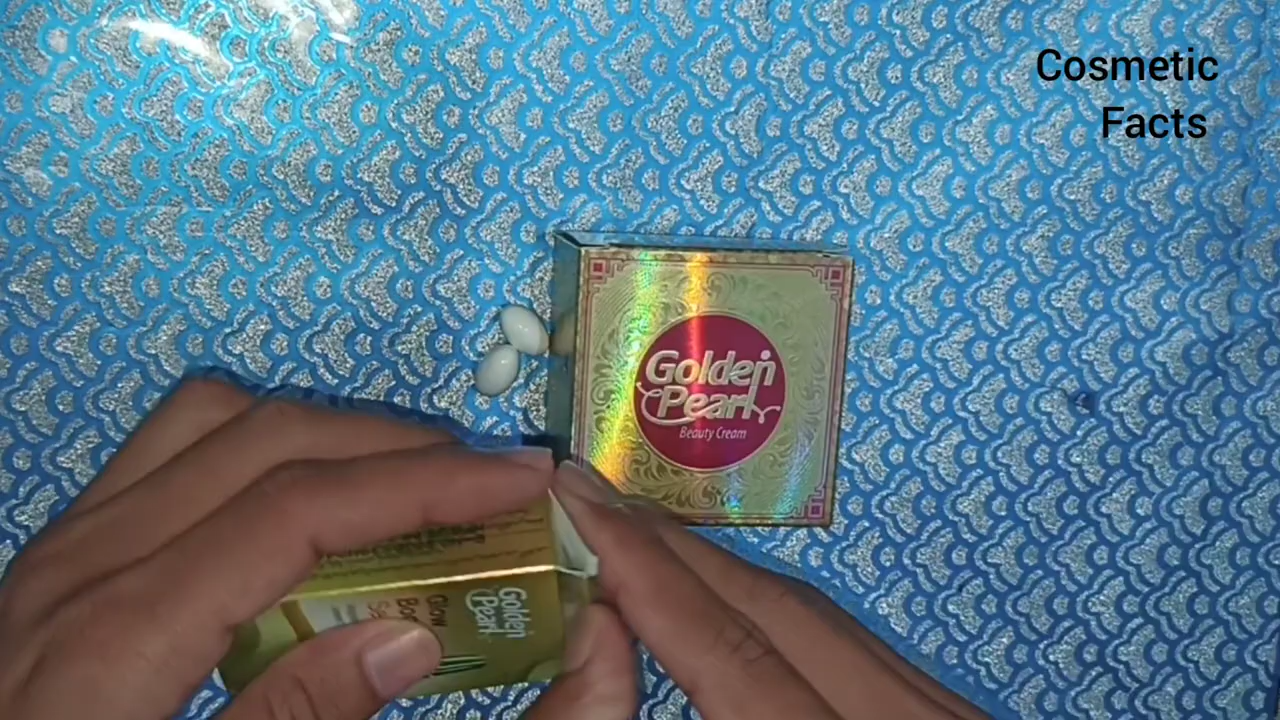 Cosmetic
Facts
Golden
Pearl
Beauty Cream
Golden
Pearl
Glow